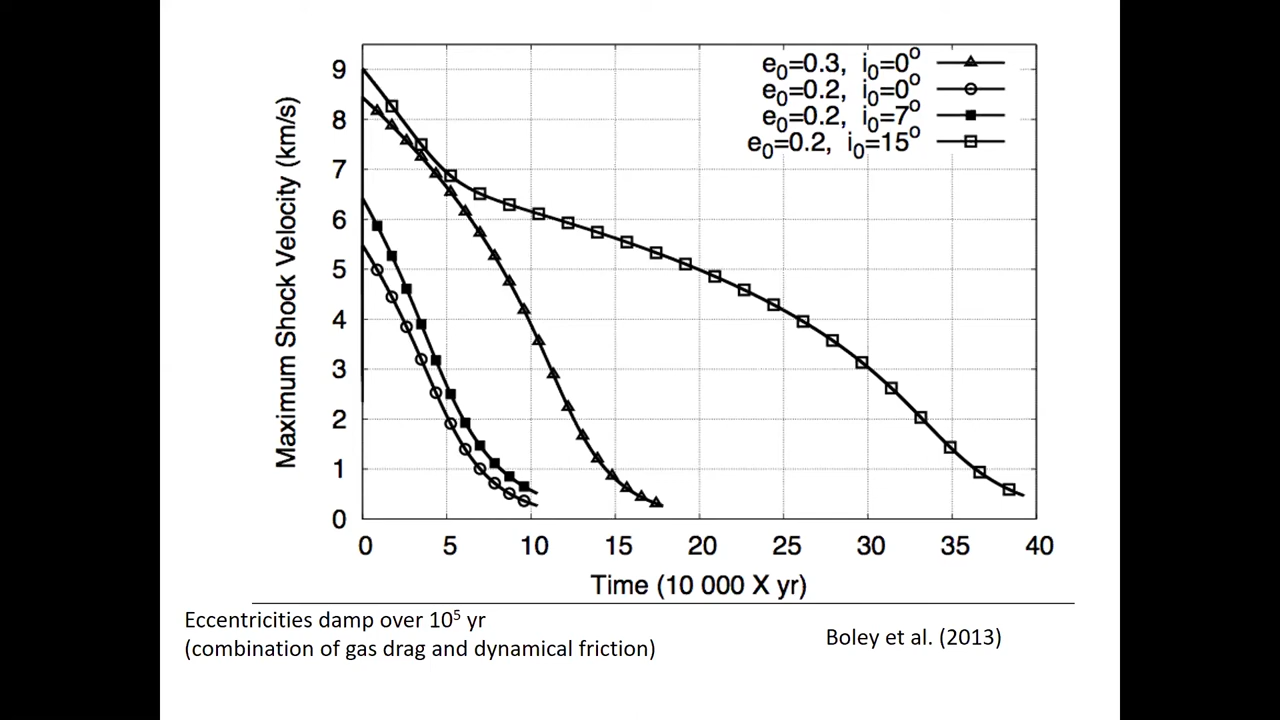 e₀=0.3, i₀=0°
e₀=0.2, i₀=0°
e₀=0.2, i₀=7°
e₀=0.2, i₀=15°
Maximum Shock Velocity (km/s)
9
8
7
6
5
4
3
2
1
0
0 5 10 15 20 25 30 35 40
Time (10 000 X yr)
Eccentricities damp over 10⁵ yr
(combination of gas drag and dynamical friction)
Boley et al. (2013)